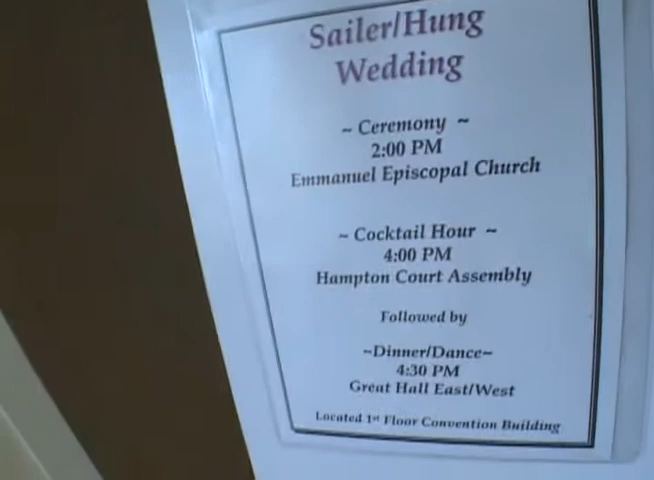 Sailer/Hung
Wedding
~ Ceremony ~
2:00 PM
Emmanuel Episcopal Church
~ Cocktail Hour ~
4:00 PM
Hampton Court Assembly
Followed by
~Dinner/Dance~
4:30 PM
Great Hall East/West
Located 1st Floor Convention Building